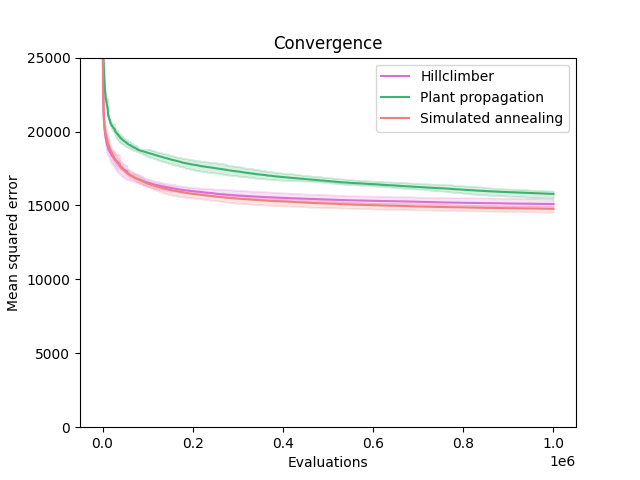 Convergence
25000
20000
15000
10000
5000
0
Mean squared error
Hillclimber
Plant propagation
Simulated annealing
0.0 0.2 0.4 0.6 0.8 1.0
1e6
Evaluations